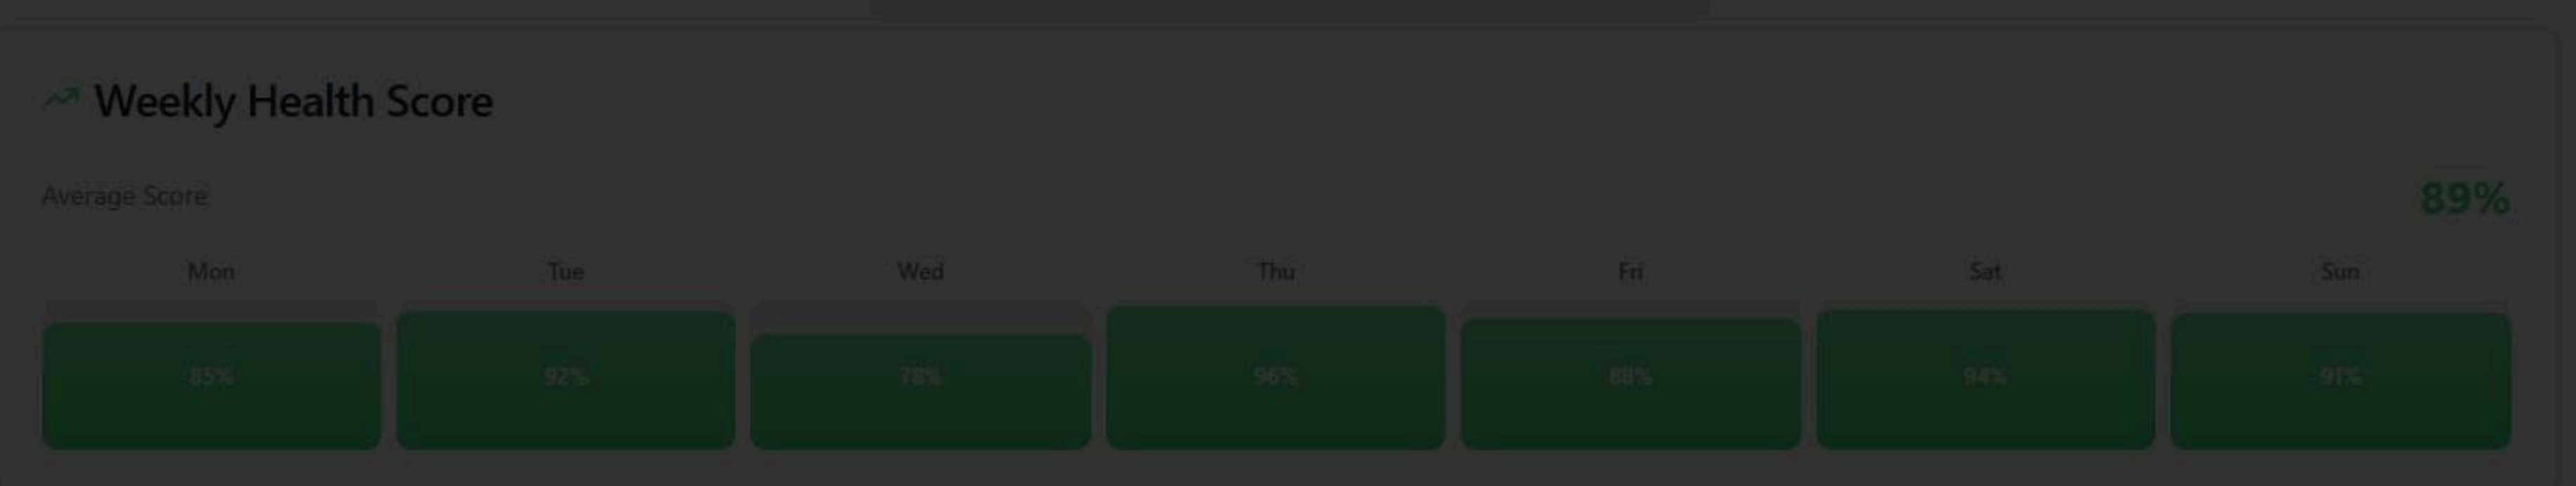 Weekly Health Score
Average Score
89%
Mon Tue Wed Thu Fri Sat Sun
85% 92% 78% 96% 88% 94% 91%